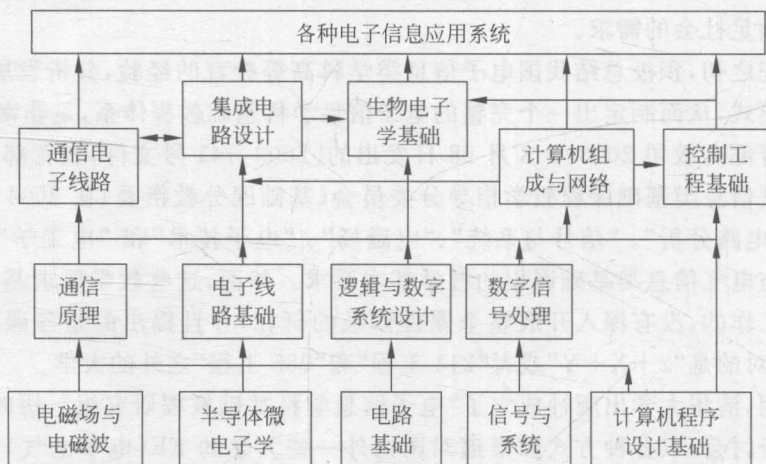 各种电子信息应用系统
集成电
路设计
生物电子
学基础
通信电
子线路
计算机组
成与网络
控制工
程基础
通信
原理
电子线
路基础
逻辑与数字
系统设计
数字信
号处理
电磁场与
电磁波
半导体微
电子学
电路
基础
信号与
系统
计算机程序
设计基础